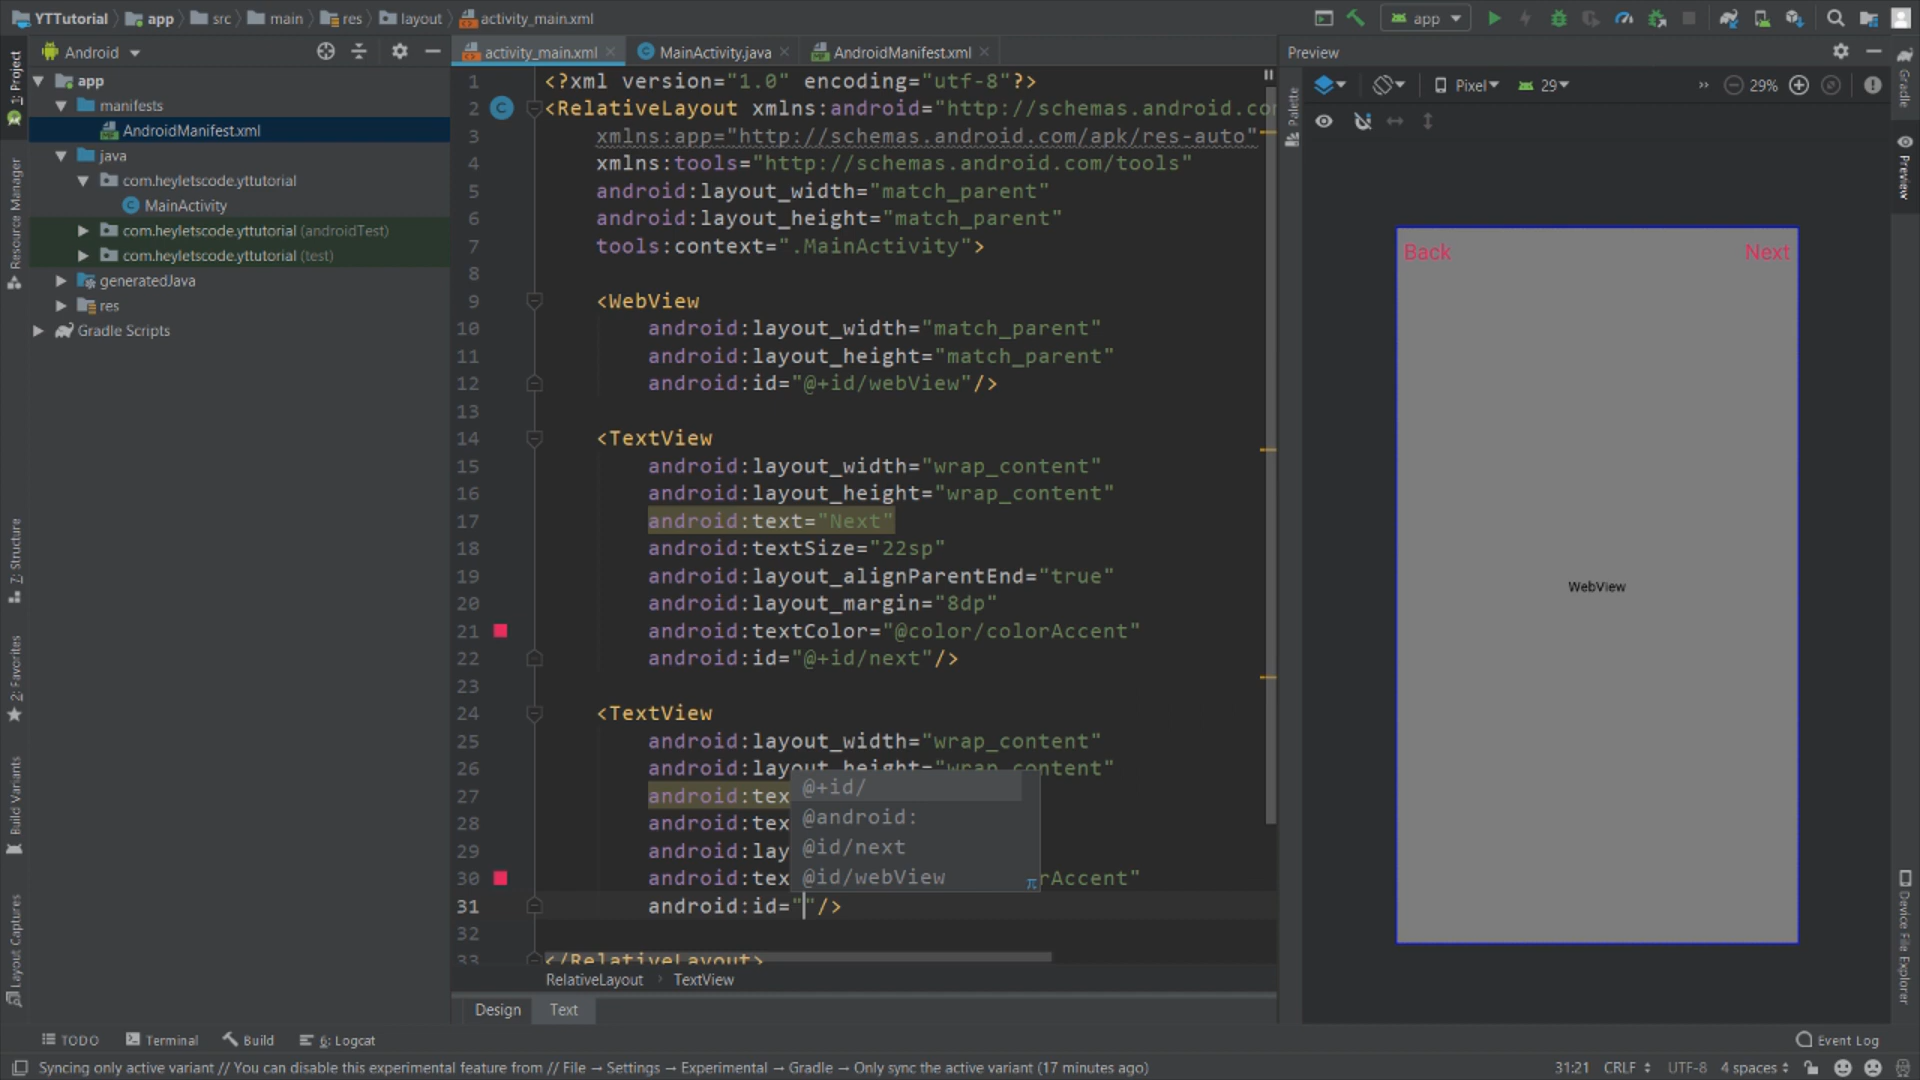 YTTutorial app src main res layout activity_main.xml
app
Android
activity_main.xml MainActivity.java AndroidManifest.xml
Preview
app
manifests
AndroidManifest.xml
java
com.heyletscode.yttutorial
MainActivity
com.heyletscode.yttutorial (androidTest)
com.heyletscode.yttutorial (test)
generatedJava
res
Gradle Scripts
1: Project
Resource Manager
7: Structure
2: Favorites
Build Variants
Layout Captures
1 <?xml version="1.0" encoding="utf-8"?>
2 <RelativeLayout xmlns:android="http://schemas.android.co
3 xmlns:app="http://schemas.android.com/apk/res-auto"
4 xmlns:tools="http://schemas.android.com/tools"
5 android:layout_width="match_parent"
6 android:layout_height="match_parent"
7 tools:context=".MainActivity">
8
9 <WebView
10 android:layout_width="match_parent"
11 android:layout_height="match_parent"
12 android:id="@+id/webView"/>
13
14 <TextView
15 android:layout_width="wrap_content"
16 android:layout_height="wrap_content"
17 android:text="Next"
18 android:textSize="22sp"
19 android:layout_alignParentEnd="true"
20 android:layout_margin="8dp"
21 android:textColor="@color/colorAccent"
22 android:id="@+id/next"/>
23
24 <TextView
25 android:layout_width="wrap_content"
26 android:layout_height="wrap_content"
27 android:tex
28 android:tex
29 android:lay
30 android:tex rAccent"
31 android:id=""/>
32
33 </RelativeLayout>
@+id/
@android:
@id/next
@id/webView
π
RelativeLayout TextView
Design Text
Palette
Pixel 29 29%
Back Next
WebView
Gradle
Preview
Device File Explorer
TODO Terminal Build 6: Logcat Event Log
Syncing only active variant // You can disable this experimental feature from // File → Settings → Experimental → Gradle → Only sync the active variant (17 minutes ago) 31:21 CRLF UTF-8 4 spaces